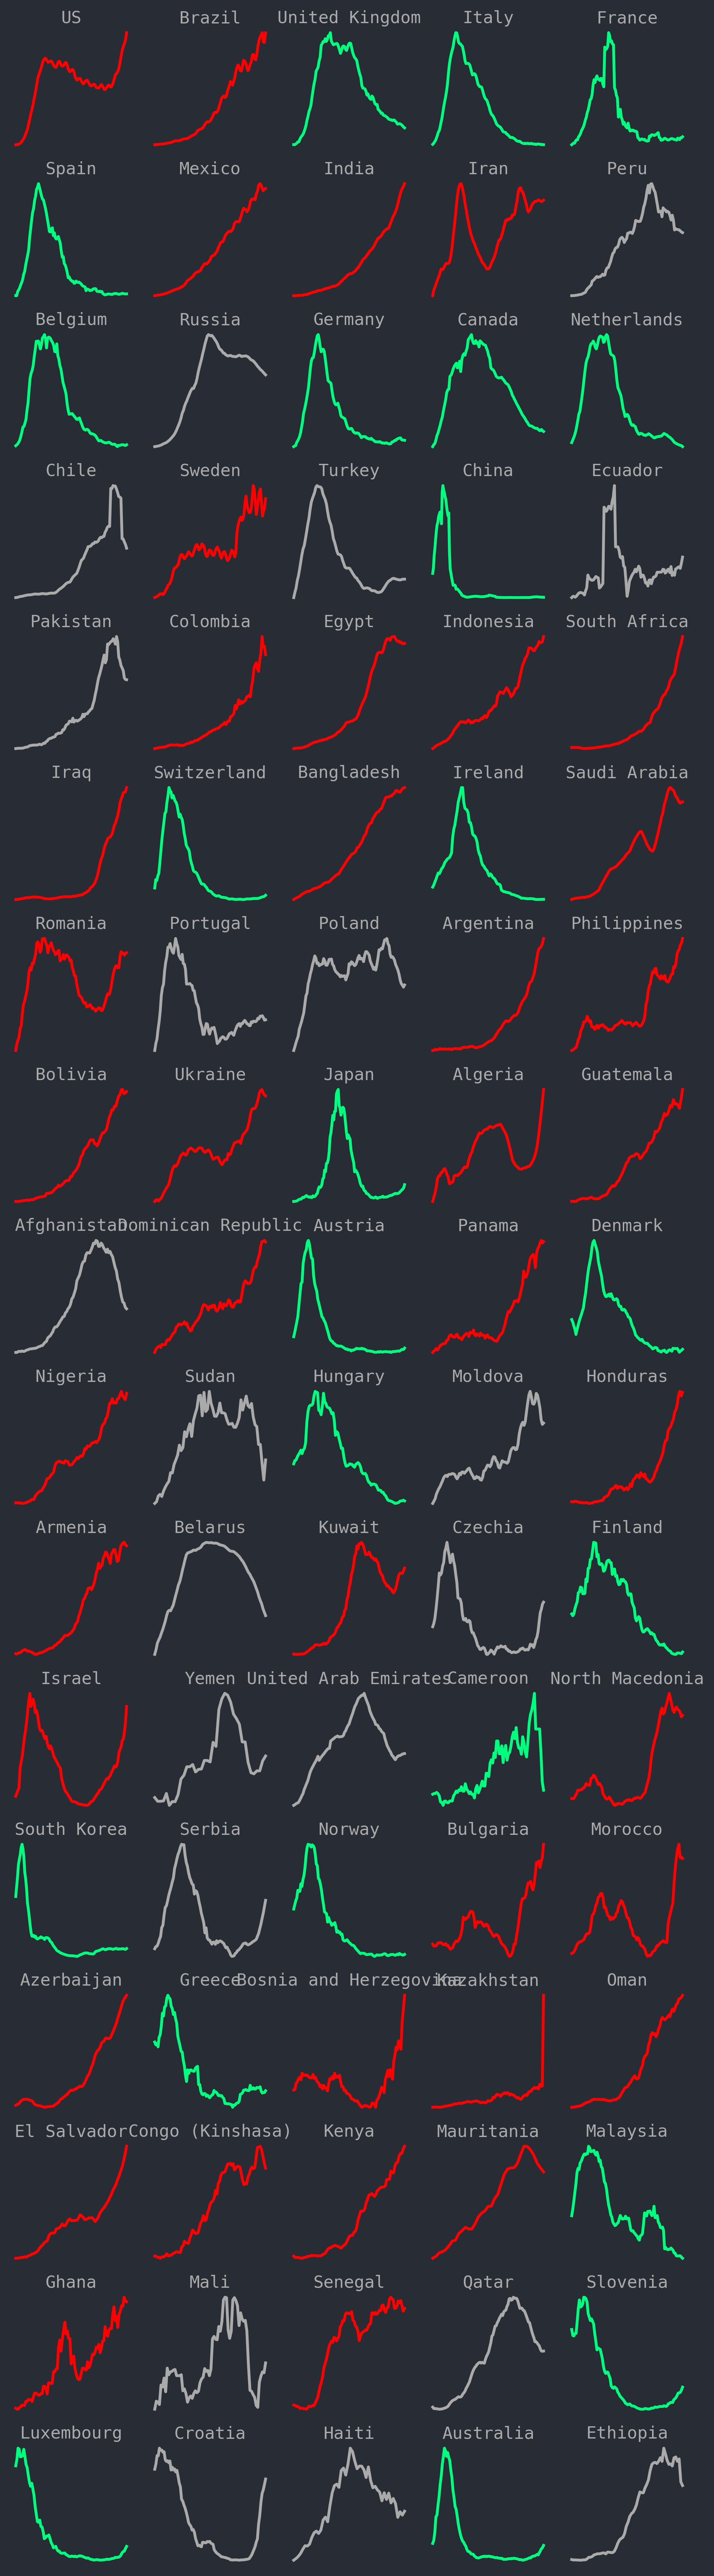 US Brazil United Kingdom Italy France
Spain Mexico India Iran Peru
Belgium Russia Germany Canada Netherlands
Chile Sweden Turkey China Ecuador
Pakistan Colombia Egypt Indonesia South Africa
Iraq Switzerland Bangladesh Ireland Saudi Arabia
Romania Portugal Poland Argentina Philippines
Bolivia Ukraine Japan Algeria Guatemala
Afghanistan Dominican Republic Austria Panama Denmark
Nigeria Sudan Hungary Moldova Honduras
Armenia Belarus Kuwait Czechia Finland
Israel Yemen United Arab Emirates Cameroon North Macedonia
South Korea Serbia Norway Bulgaria Morocco
Azerbaijan Greece Bosnia and Herzegovina Kazakhstan Oman
El Salvador Congo (Kinshasa) Kenya Mauritania Malaysia
Ghana Mali Senegal Qatar Slovenia
Luxembourg Croatia Haiti Australia Ethiopia